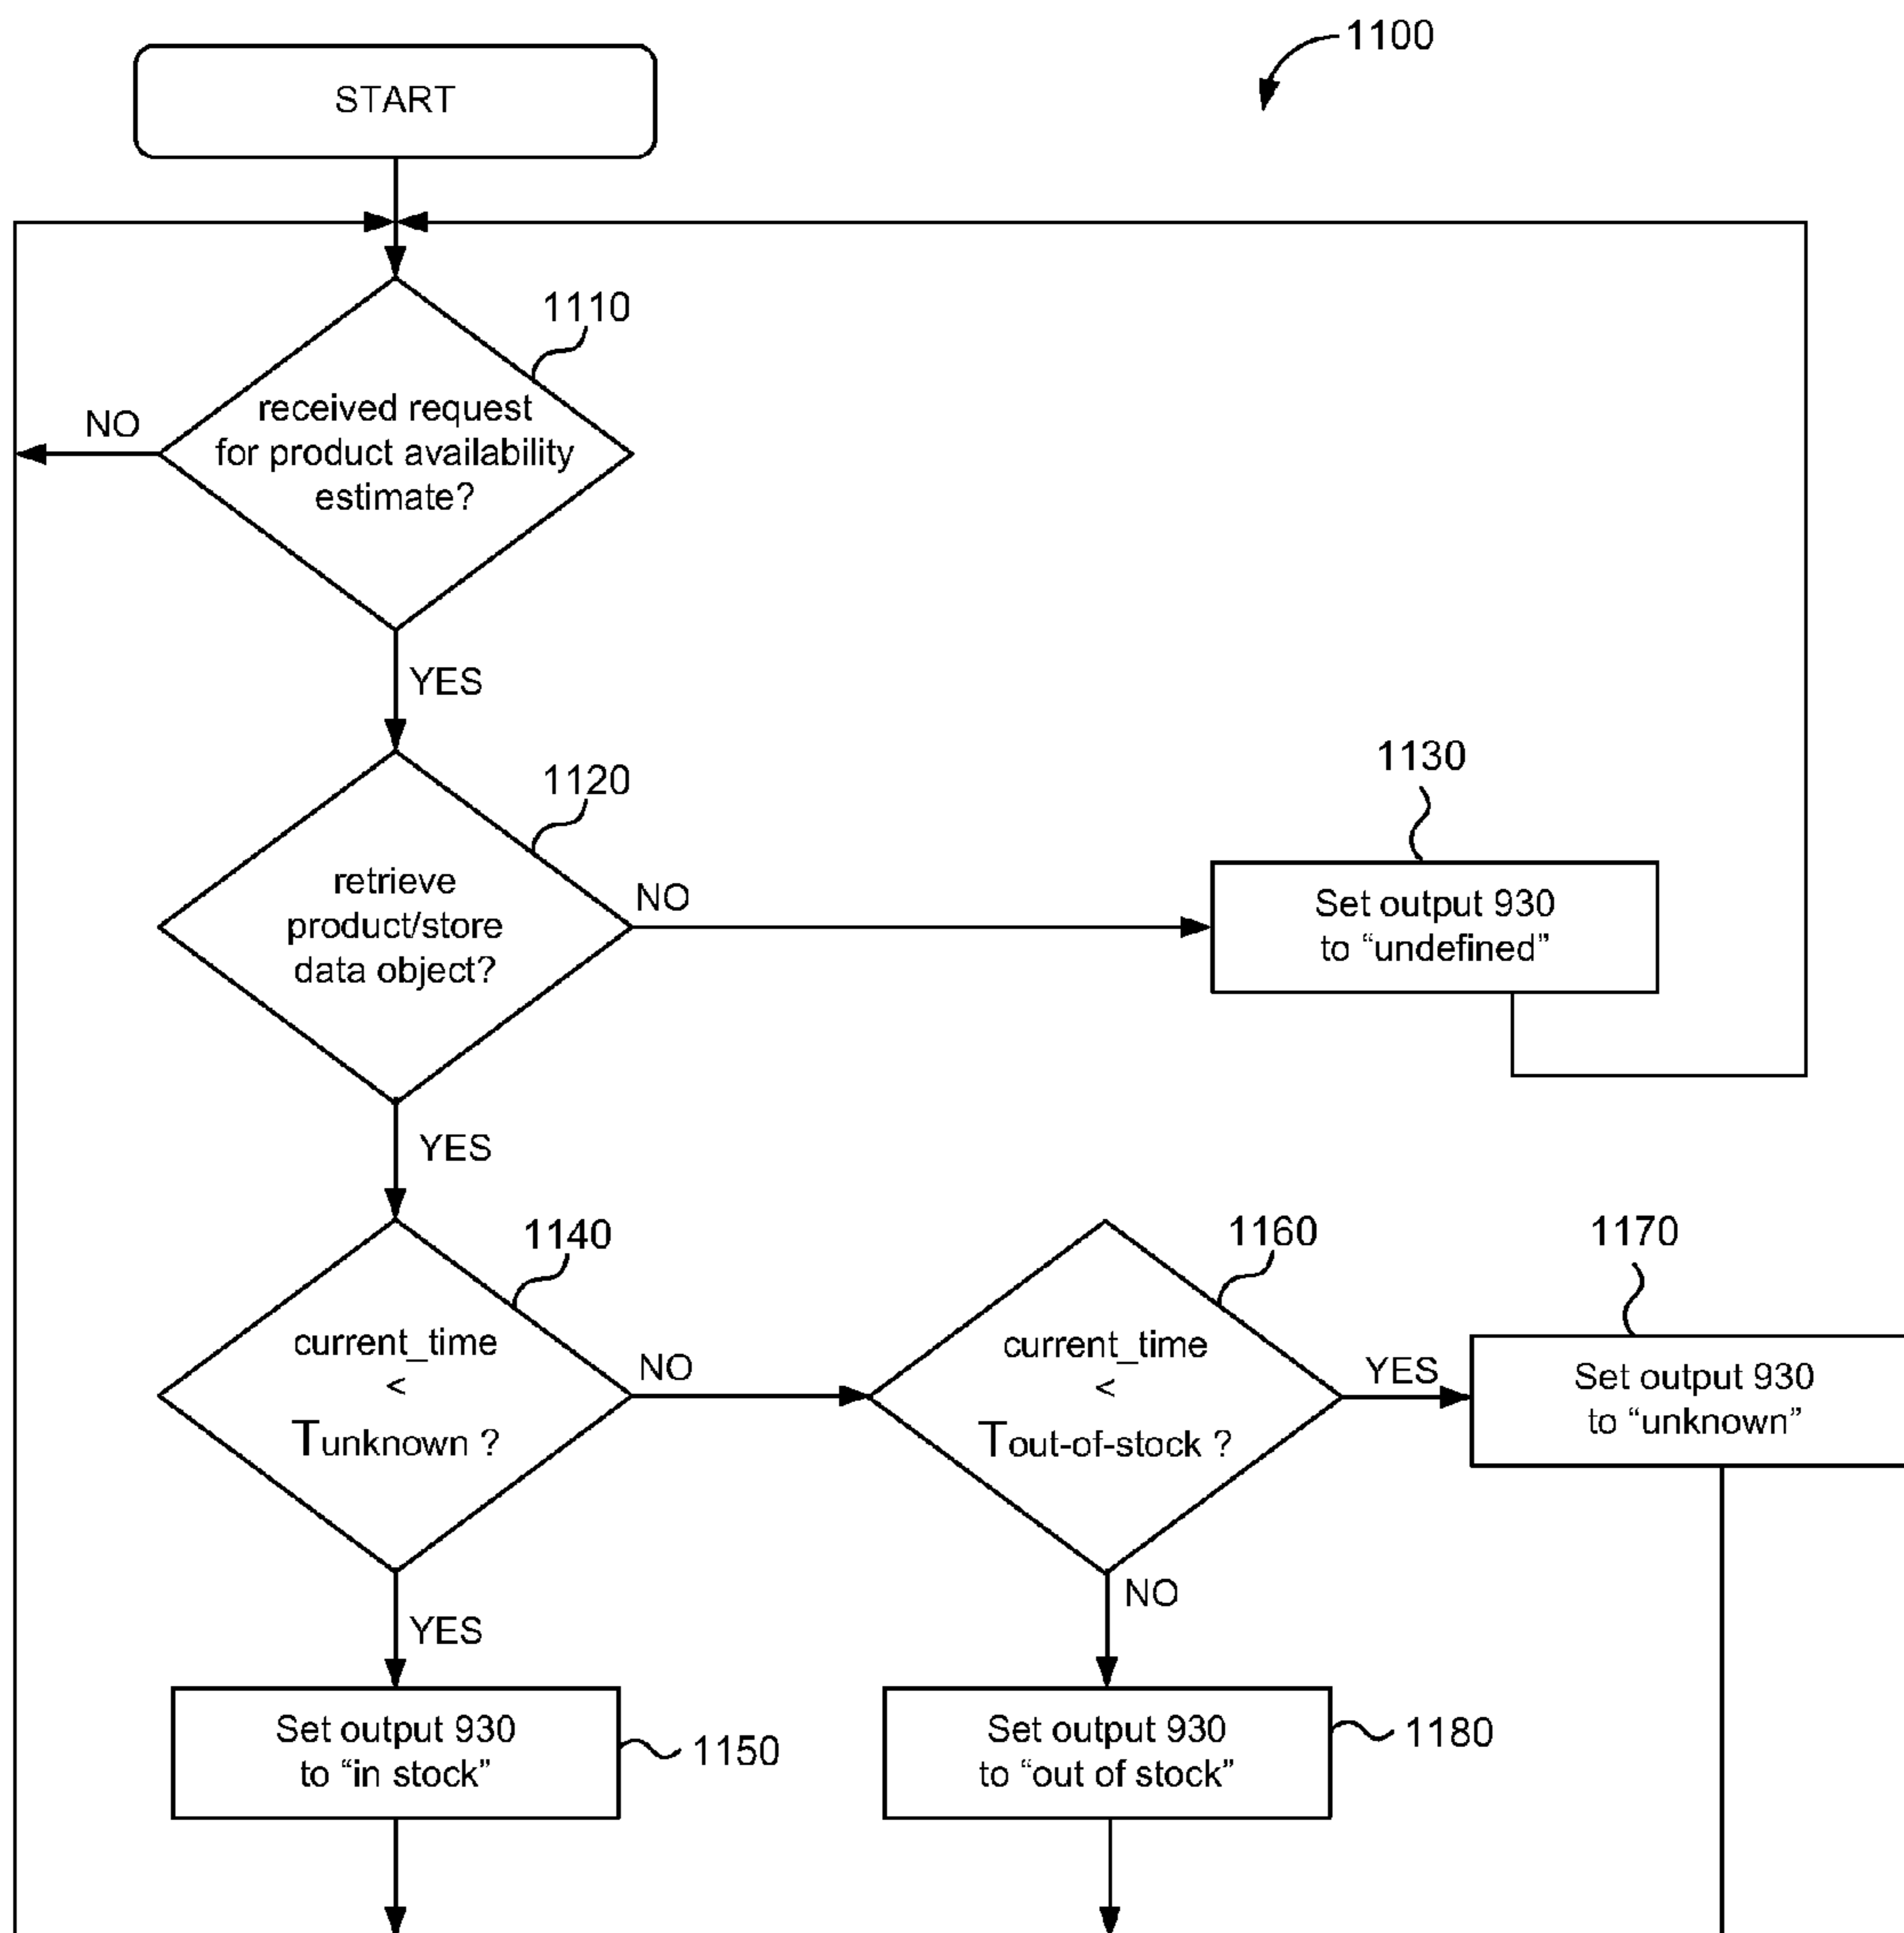 1100
START
1110
received request
for product availability
estimate?
NO
YES
1120
retrieve
product/store
data object?
NO
1130
Set output 930
to “undefined”
YES
1140
current_time
<
Tunknown ?
NO
1160
current_time
<
Tout-of-stock ?
YES
1170
Set output 930
to “unknown”
YES
NO
Set output 930
to “in stock”
1150
Set output 930
to “out of stock”
1180